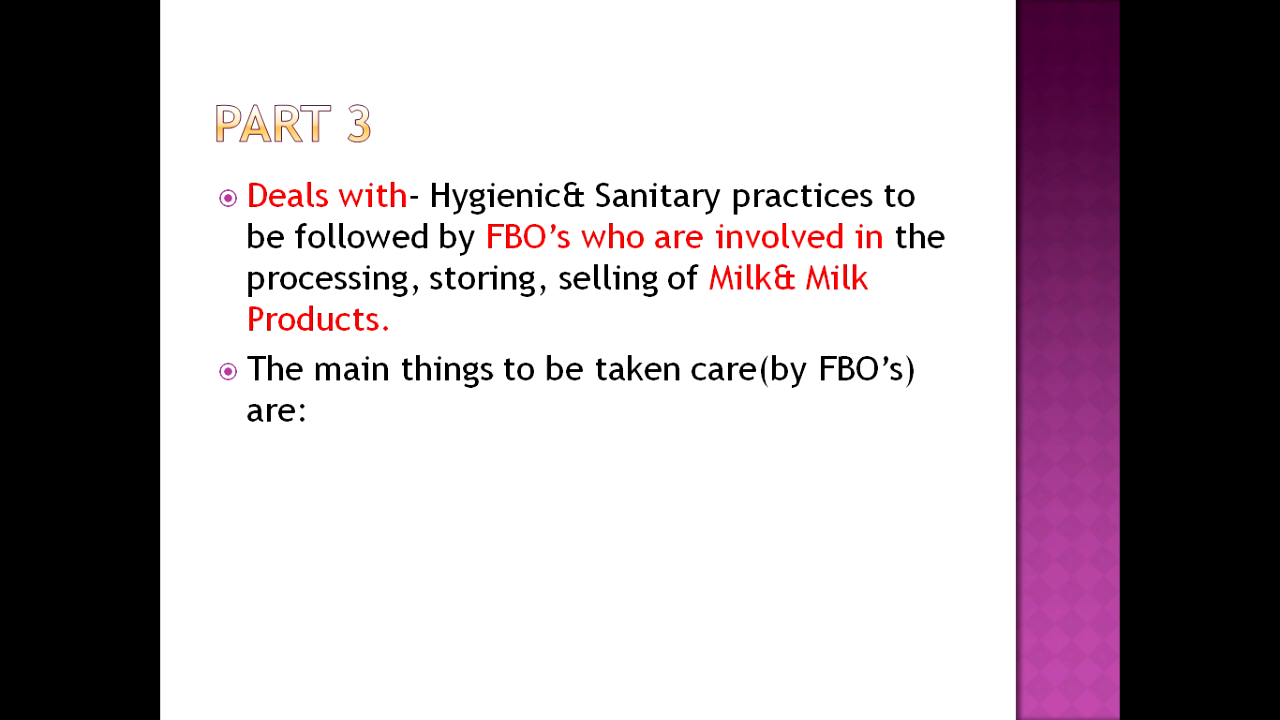 PART 3
Deals with- Hygienic& Sanitary practices to
be followed by FBO's who are involved in the
processing, storing, selling of Milk& Milk
Products.
The main things to be taken care(by FBO's)
are: